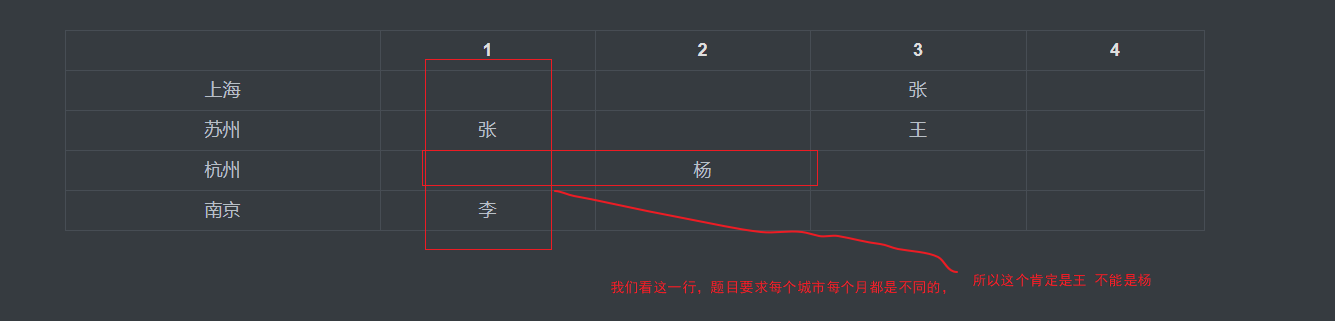 1 2 3 4
上海 张
苏州 张 王
杭州 杨
南京 李
我们看这一行，题目要求每个城市每个月都是不同的，
所以这个肯定是王 不能是杨